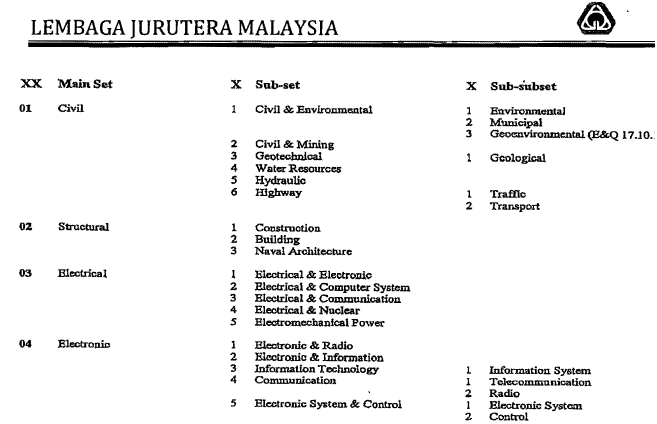 LEMBAGA JURUTERA MALAYSIA
XX Main Set X Sub-set X Sub-subset
01 Civil 1 Civil & Environmental 1 Environmental
2 Municipal
3 Geoenvironmental (E&Q 17.10.
2 Civil & Mining
3 Geotechnical 1 Geological
4 Water Resources
5 Hydraulic
6 Highway 1 Traffic
2 Transport
02 Structural 1 Construction
2 Building
3 Naval Architecture
03 Electrical 1 Electrical & Electronic
2 Electrical & Computer System
3 Electrical & Communication
4 Electrical & Nuclear
5 Electromechanical Power
04 Electronic 1 Electronic & Radio
2 Electronic & Information
3 Information Technology 1 Information System
4 Communication 1 Telecommunication
2 Radio
5 Electronic System & Control 1 Electronic System
2 Control